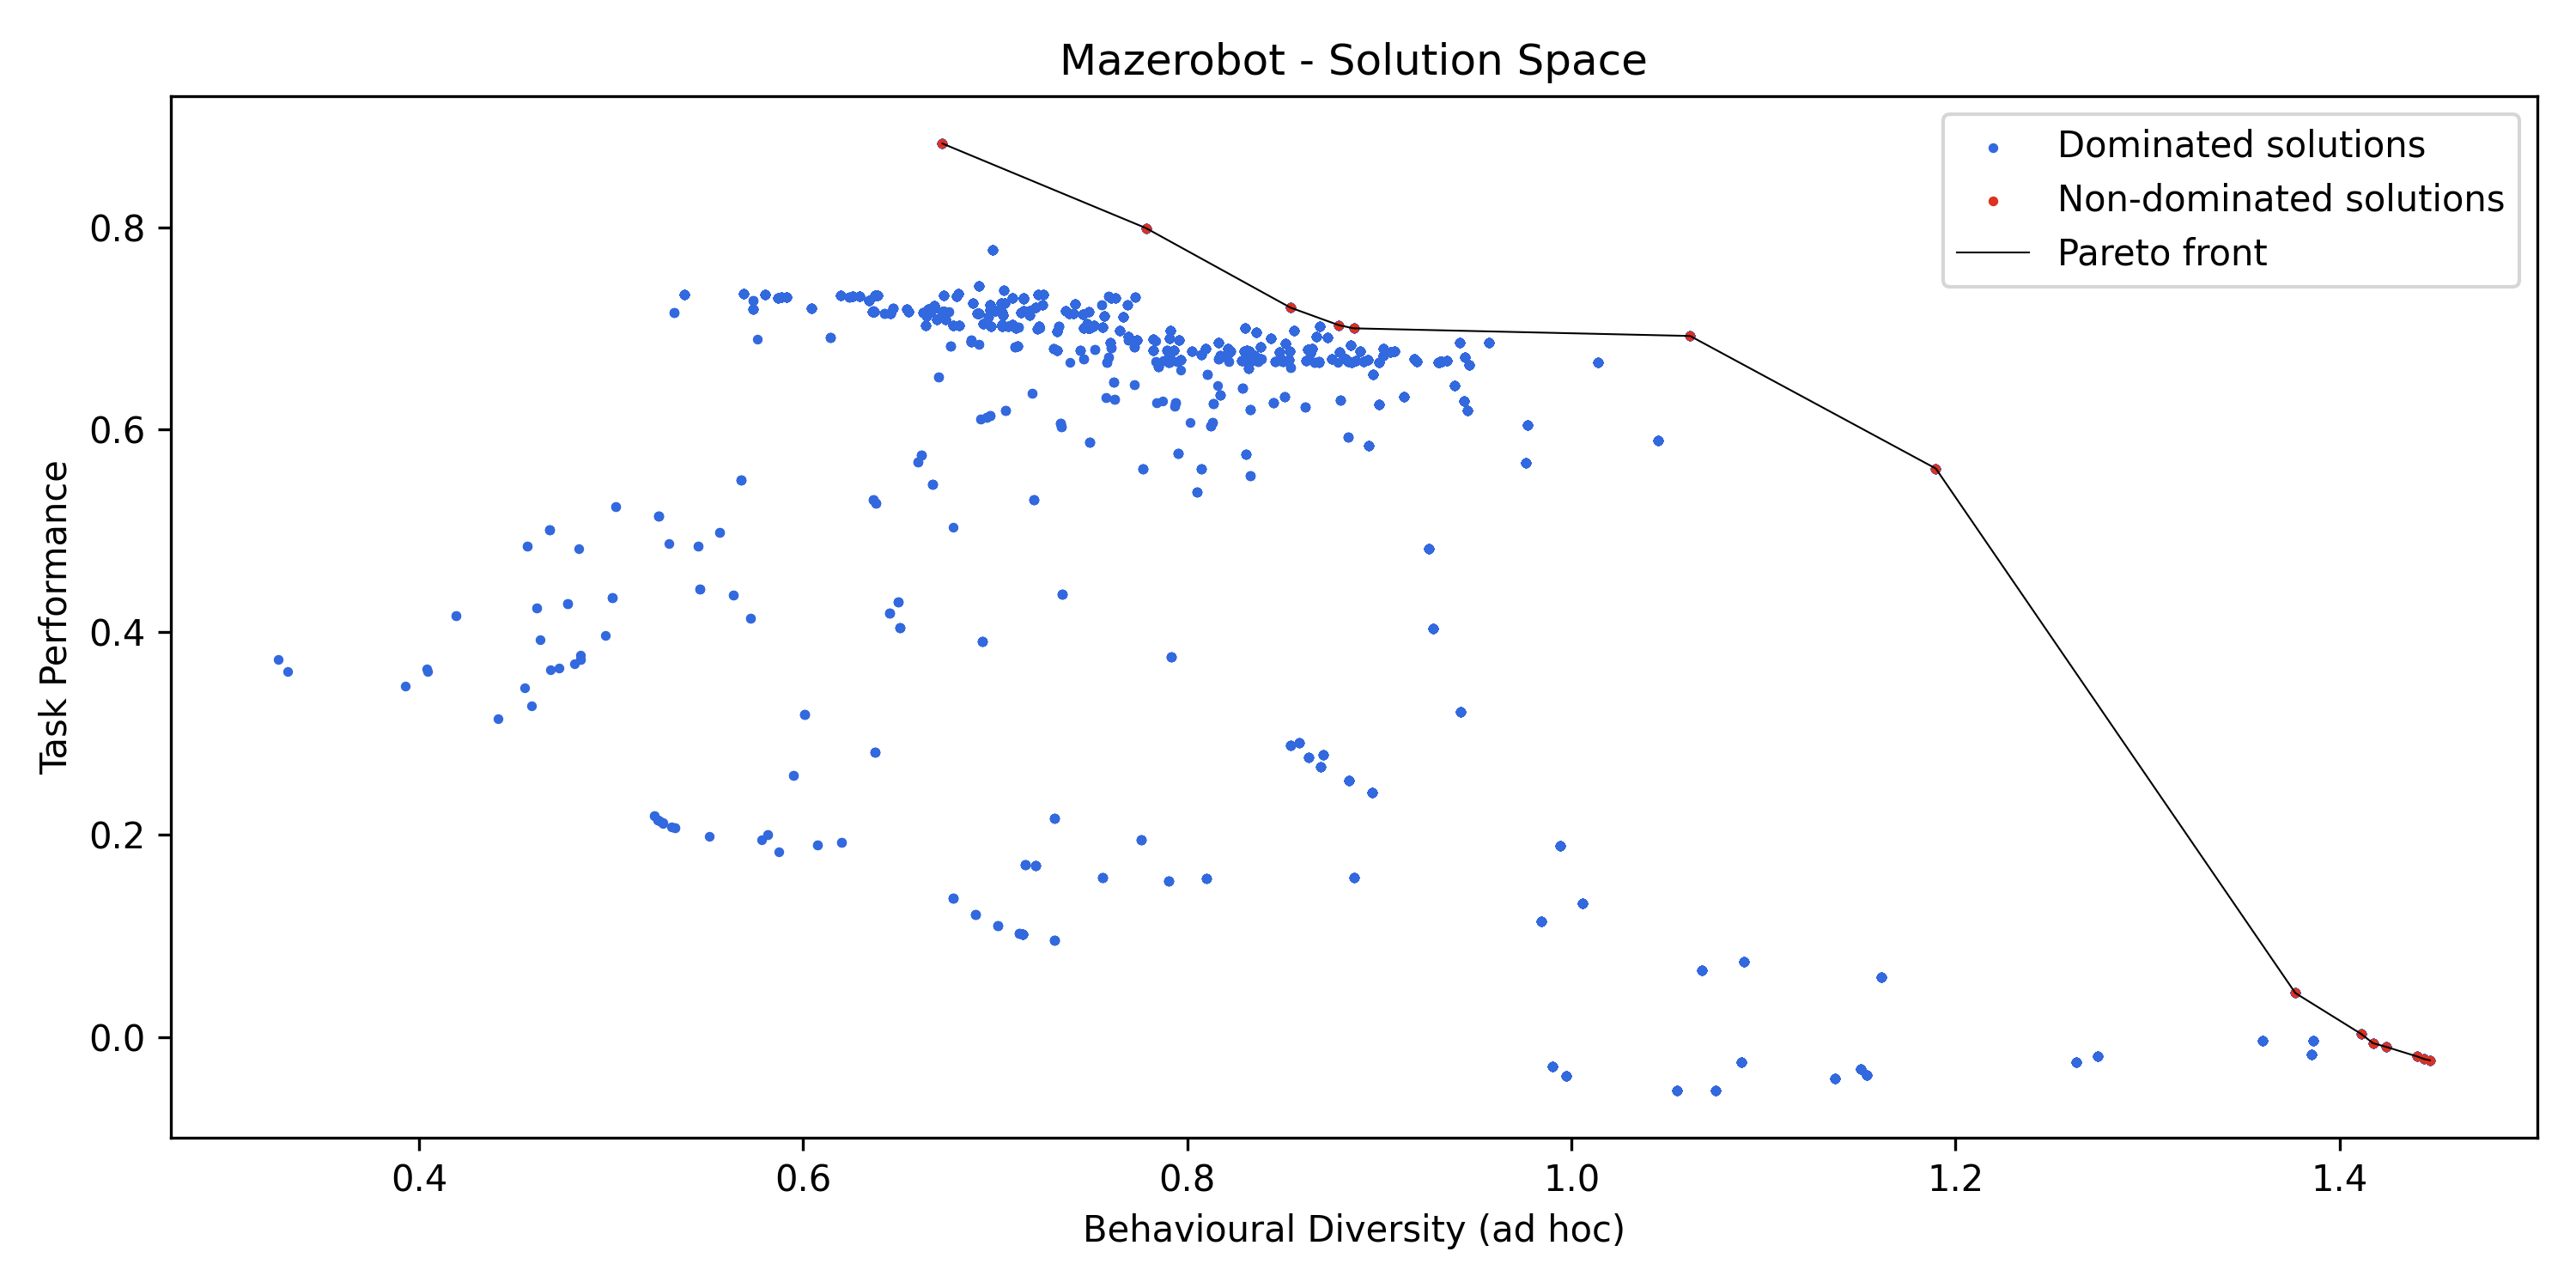 Mazerobot - Solution Space
Dominated solutions
Non-dominated solutions
Pareto front
Task Performance
0.8
0.6
0.4
0.2
0.0
0.4 0.6 0.8 1.0 1.2 1.4
Behavioural Diversity (ad hoc)